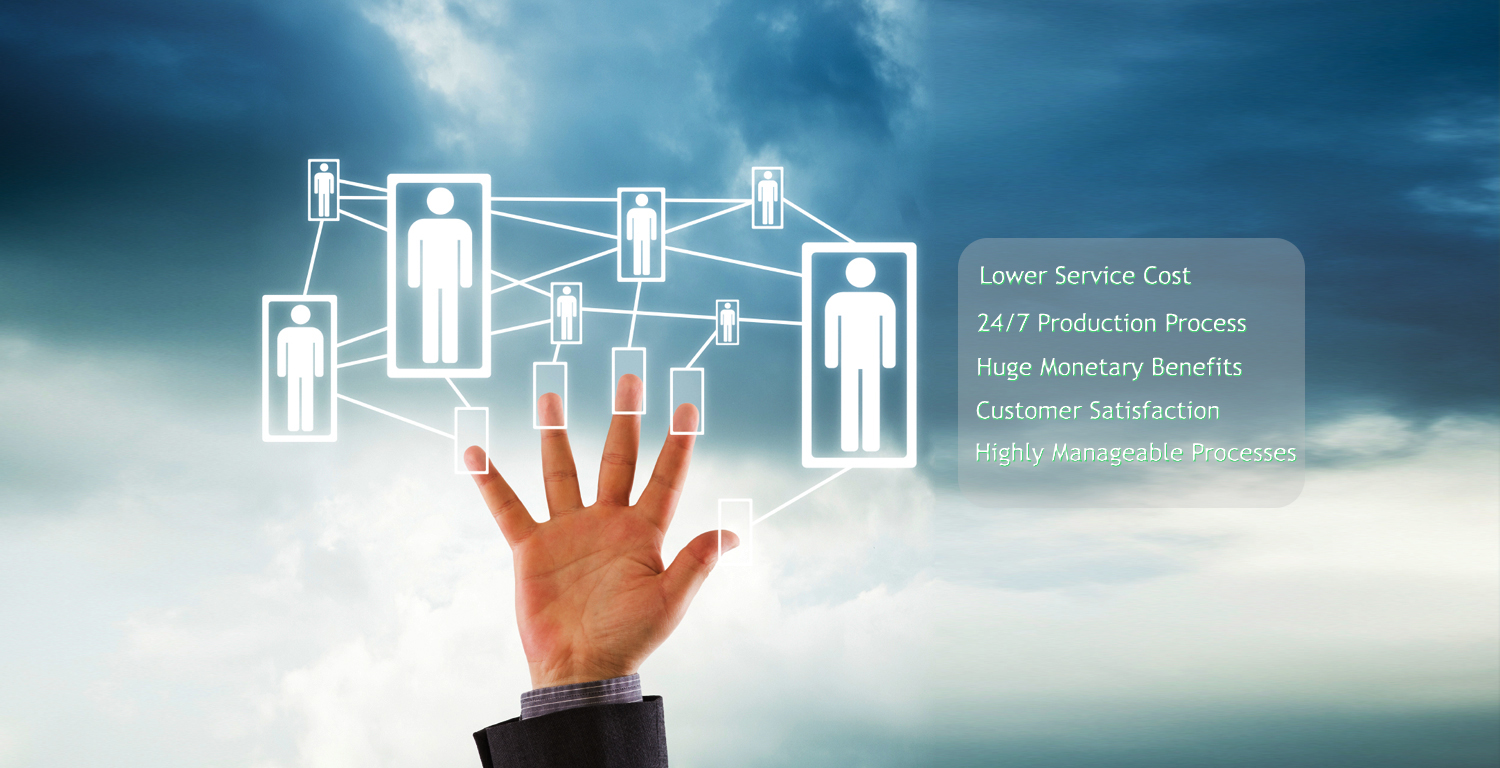 Lower Service Cost
24/7 Production Process
Huge Monetary Benefits
Customer Satisfaction
Highly Manageable Processes